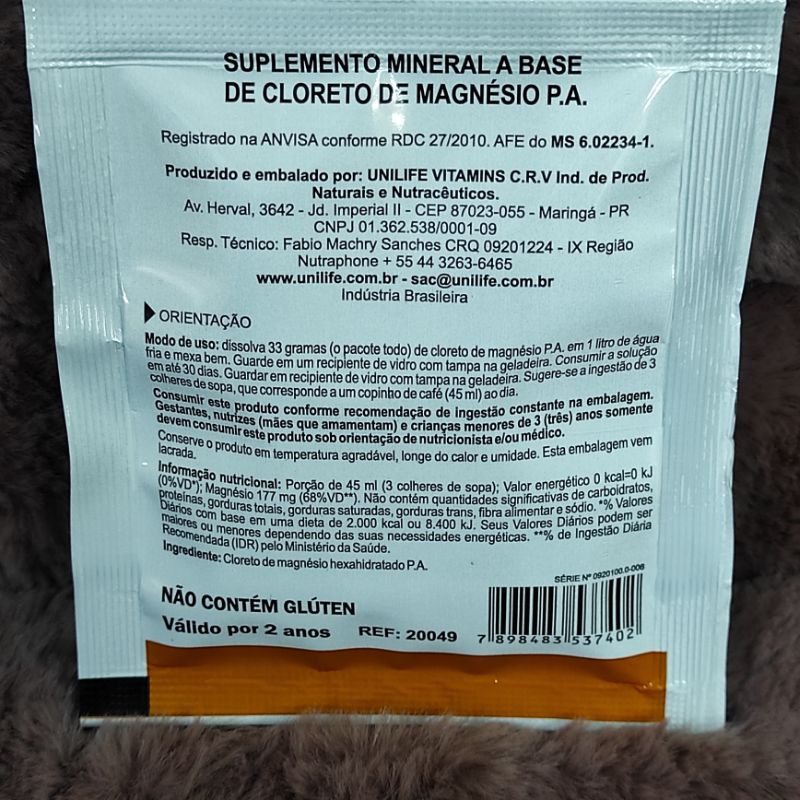 SUPLEMENTO MINERAL A BASE
DE CLORETO DE MAGNÉSIO P.A.
Registrado na ANVISA conforme RDC 27/2010. AFE do MS 6.02234-1.
Produzido e embalado por: UNILIFE VITAMINS C.R.V Ind. de Prod.
Naturais e Nutracêuticos.
Av. Herval, 3642 - Jd. Imperial II - CEP 87023-055 - Maringá - PR
CNPJ 01.362.538/0001-09
Resp. Técnico: Fabio Machry Sanches CRQ 09201224 - IX Região
Nutraphone + 55 44 3263-6465
www.unilife.com.br - sac@unilife.com.br
Indústria Brasileira
ORIENTAÇÃO
Modo de uso: dissolva 33 gramas (o pacote todo) de cloreto de magnésio P.A. em 1 litro de água
fria e mexa bem. Guarde em um recipiente de vidro com tampa na geladeira. Consumir a solução
em até 30 dias. Guardar em recipiente de vidro com tampa na geladeira. Sugere-se a ingestão de 3
colheres de sopa, que corresponde a um copinho de café (45 ml) ao dia.
Consumir este produto conforme recomendação de ingestão constante na embalagem.
Gestantes, nutrizes (mães que amamentam) e crianças menores de 3 (três) anos somente
devem consumir este produto sob orientação de nutricionista e/ou médico.
Conserve o produto em temperatura agradável, longe do calor e umidade. Esta embalagem vem
lacrada.
Informação nutricional: Porção de 45 ml (3 colheres de sopa); Valor energético 0 kcal=0 kJ
(0%VD*); Magnésio 177 mg (68%VD**). Não contém quantidades significativas de carboidratos,
proteínas, gorduras totais, gorduras saturadas, gorduras trans, fibra alimentar e sódio. *% Valores
Diários com base em uma dieta de 2.000 kcal ou 8.400 kJ. Seus Valores Diários podem ser
maiores ou menores dependendo das suas necessidades energéticas. **% de Ingestão Diária
Recomendada (IDR) pelo Ministério da Saúde.
Ingrediente: Cloreto de magnésio hexahidratado P.A.
SÉRIE Nº 0920100.0-006
NÃO CONTÉM GLÚTEN
Válido por 2 anos REF: 20049
7 898483 537402